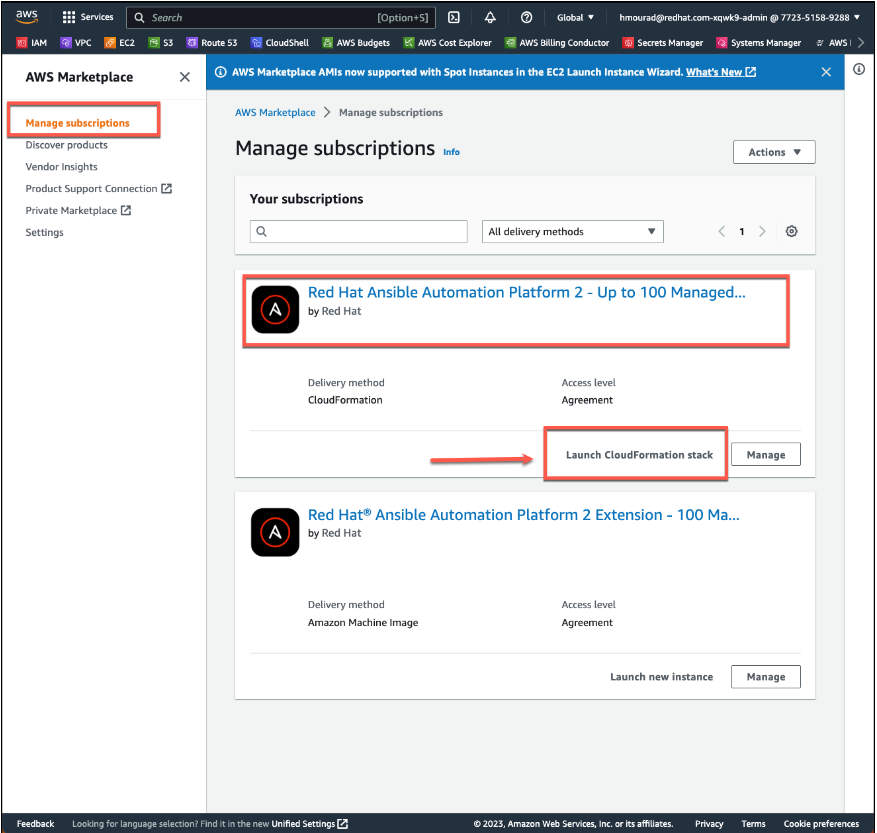 aws Services Search [Option+S] Global ▼ hmourad@redhat.com-xqwk9-admin @ 7723-5158-9288 ▼
IAM VPC EC2 S3 Route 53 CloudShell AWS Budgets AWS Cost Explorer AWS Billing Conductor Secrets Manager Systems Manager AWS
AWS Marketplace
Manage subscriptions
Discover products
Vendor Insights
Product Support Connection
Private Marketplace
Settings
AWS Marketplace AMIs now supported with Spot Instances in the EC2 Launch Instance Wizard. What's New
AWS Marketplace > Manage subscriptions
Manage subscriptions Info
Actions ▼
Your subscriptions
All delivery methods ▼ < 1 >
Red Hat Ansible Automation Platform 2 - Up to 100 Managed...
by Red Hat
Delivery method Access level
CloudFormation Agreement
Launch CloudFormation stack Manage
Red Hat® Ansible Automation Platform 2 Extension - 100 Ma...
by Red Hat
Delivery method Access level
Amazon Machine Image Agreement
Launch new instance Manage
Feedback Looking for language selection? Find it in the new Unified Settings © 2023, Amazon Web Services, Inc. or its affiliates. Privacy Terms Cookie preferences